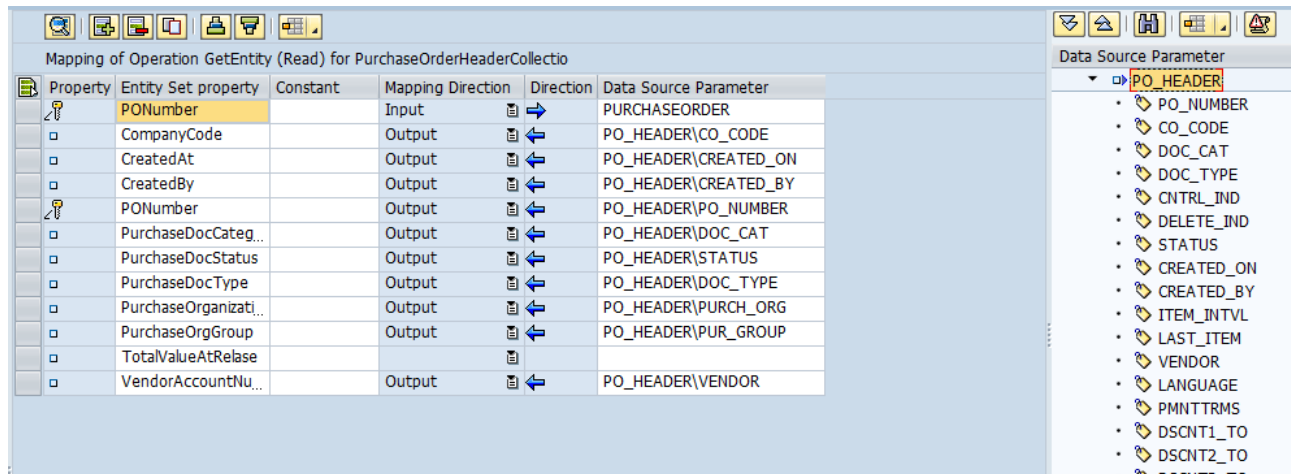 Mapping of Operation GetEntity (Read) for PurchaseOrderHeaderCollectio
Property Entity Set property Constant Mapping Direction Direction Data Source Parameter
PONumber Input PURCHASEORDER
CompanyCode Output PO_HEADER\CO_CODE
CreatedAt Output PO_HEADER\CREATED_ON
CreatedBy Output PO_HEADER\CREATED_BY
PONumber Output PO_HEADER\PO_NUMBER
PurchaseDocCateg... Output PO_HEADER\DOC_CAT
PurchaseDocStatus Output PO_HEADER\STATUS
PurchaseDocType Output PO_HEADER\DOC_TYPE
PurchaseOrganizati... Output PO_HEADER\PURCH_ORG
PurchaseOrgGroup Output PO_HEADER\PUR_GROUP
TotalValueAtRelase
VendorAccountNu... Output PO_HEADER\VENDOR
Data Source Parameter
PO_HEADER
PO_NUMBER
CO_CODE
DOC_CAT
DOC_TYPE
CNTRL_IND
DELETE_IND
STATUS
CREATED_ON
CREATED_BY
ITEM_INTVL
LAST_ITEM
VENDOR
LANGUAGE
PMNTTRMS
DSCNT1_TO
DSCNT2_TO